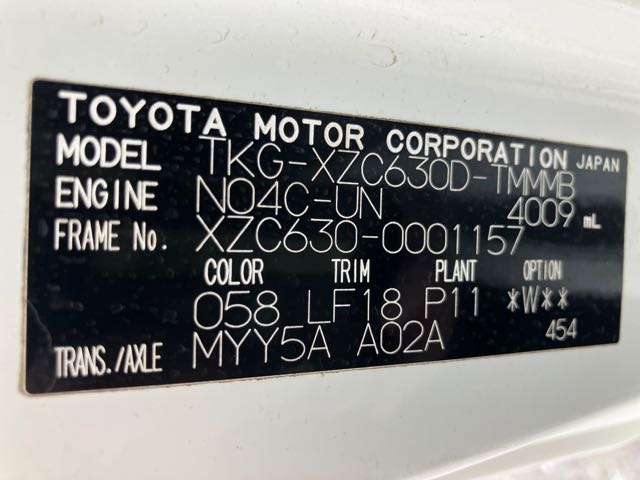 TOYOTA MOTOR CORPORATION JAPAN
MODEL TKG-XZC630D-TMMMB
ENGINE N04C-UN 4009 mL
FRAME No. XZC630-0001157
COLOR TRIM PLANT OPTION
058 LF18 P11 *W**
TRANS./AXLE MYY5A A02A 454